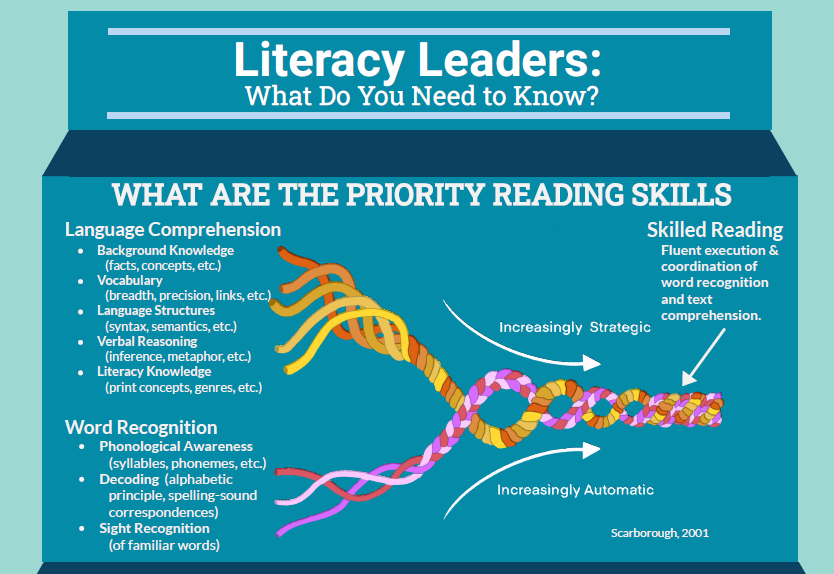 Literacy Leaders:
What Do You Need to Know?
WHAT ARE THE PRIORITY READING SKILLS
Language Comprehension
• Background Knowledge
(facts, concepts, etc.)
• Vocabulary
(breadth, precision, links, etc.)
• Language Structures
(syntax, semantics, etc.)
• Verbal Reasoning
(inference, metaphor, etc.)
• Literacy Knowledge
(print concepts, genres, etc.)
Word Recognition
• Phonological Awareness
(syllables, phonemes, etc.)
• Decoding (alphabetic
principle, spelling-sound
correspondences)
• Sight Recognition
(of familiar words)
Increasingly Strategic
Increasingly Automatic
Skilled Reading
Fluent execution &
coordination of
word recognition
and text
comprehension.
Scarborough, 2001